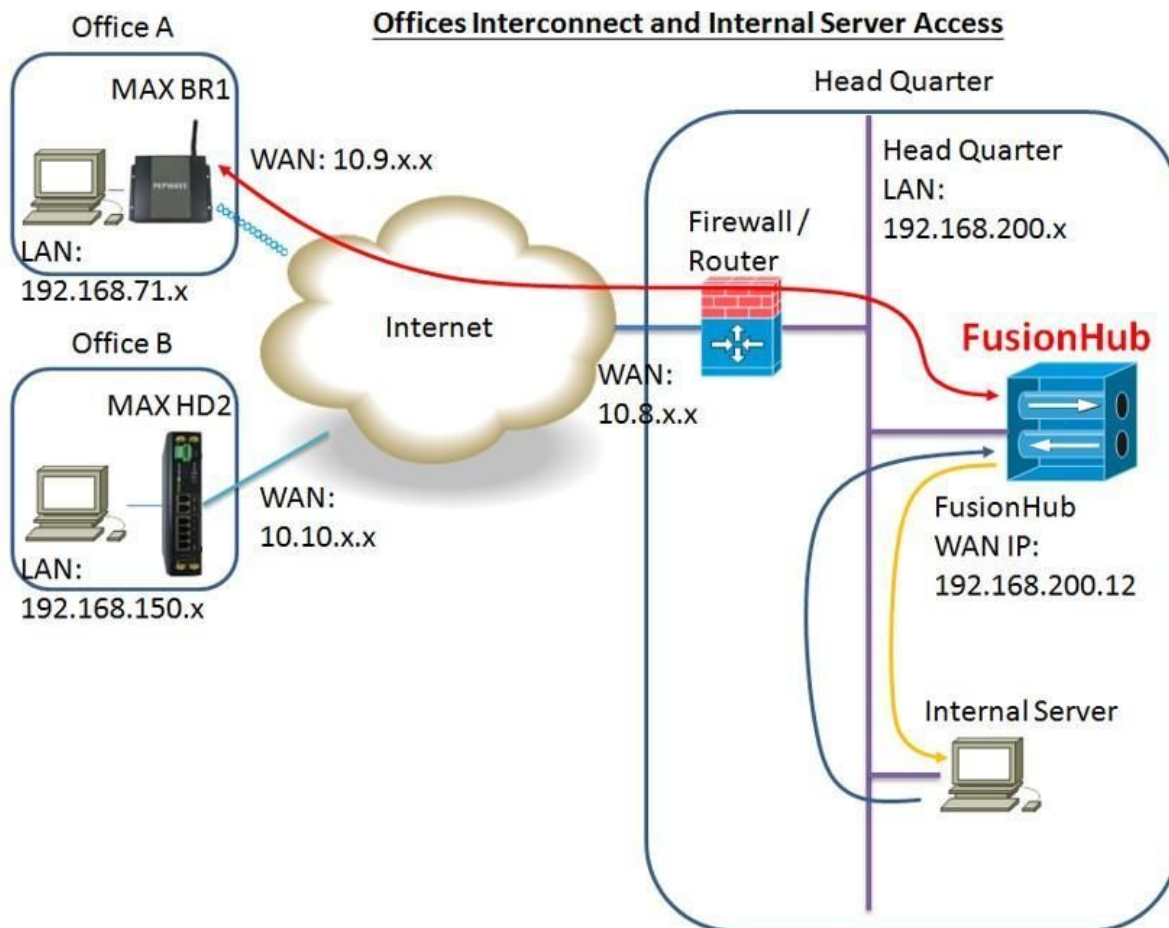 Offices Interconnect and Internal Server Access
Office A
MAX BR1
PEPWAVE
LAN:
192.168.71.x
WAN: 10.9.x.x
Office B
MAX HD2
LAN:
192.168.150.x
WAN:
10.10.x.x
Internet
WAN:
10.8.x.x
Head Quarter
Firewall /
Router
Head Quarter
LAN:
192.168.200.x
FusionHub
FusionHub
WAN IP:
192.168.200.12
Internal Server